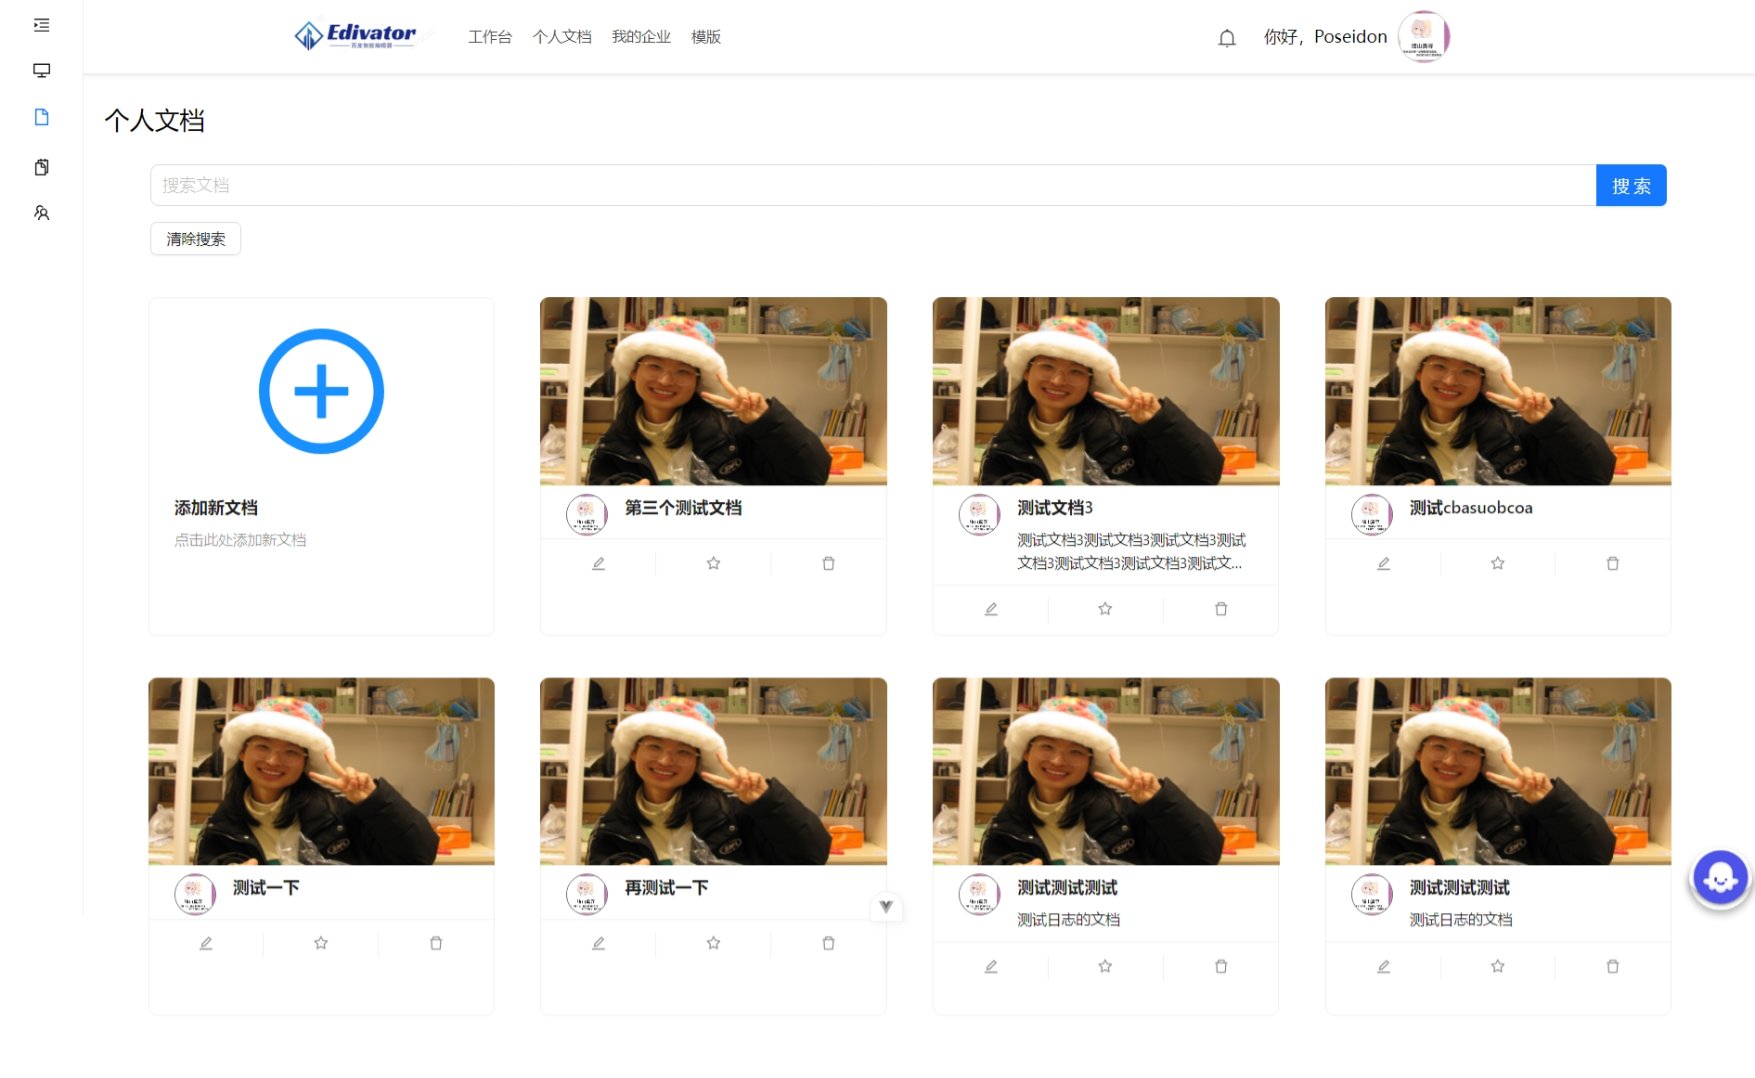 Edivator
工作台 个人文档 我的企业 模版
你好，Poseidon
个人文档
搜索文档
搜 索
清除搜索
添加新文档
点击此处添加新文档
第三个测试文档
测试文档3
测试文档3测试文档3测试文档3测试
文档3测试文档3测试文档3测试文...
测试cbasuobcoa
测试一下
再测试一下
测试测试测试
测试日志的文档
测试测试测试
测试日志的文档